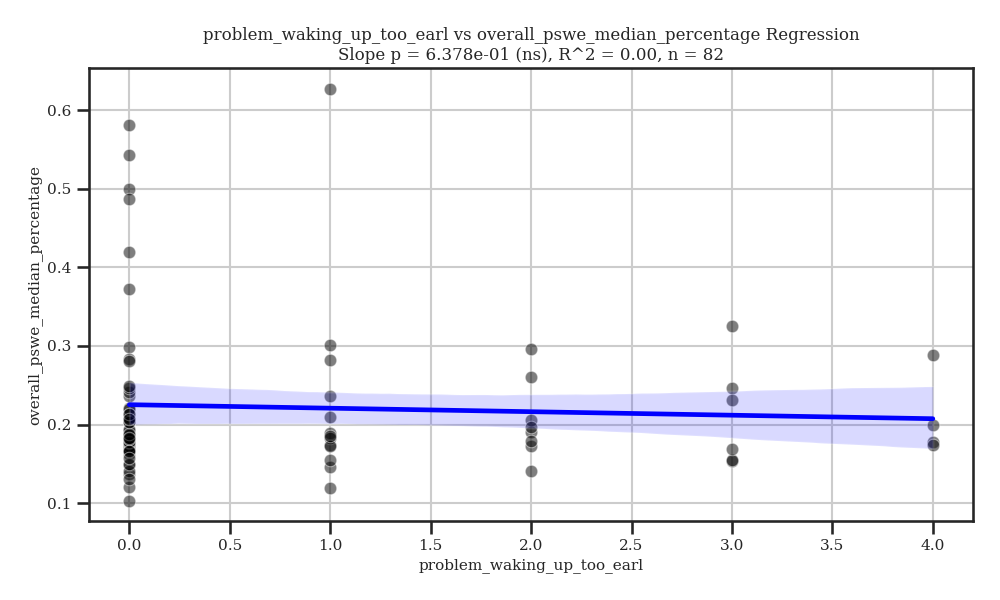 problem_waking_up_too_earl vs overall_pswe_median_percentage Regression
Slope p = 6.378e-01 (ns), R^2 = 0.00, n = 82
overall_pswe_median_percentage
0.6
0.5
0.4
0.3
0.2
0.1
0.0 0.5 1.0 1.5 2.0 2.5 3.0 3.5 4.0
problem_waking_up_too_earl